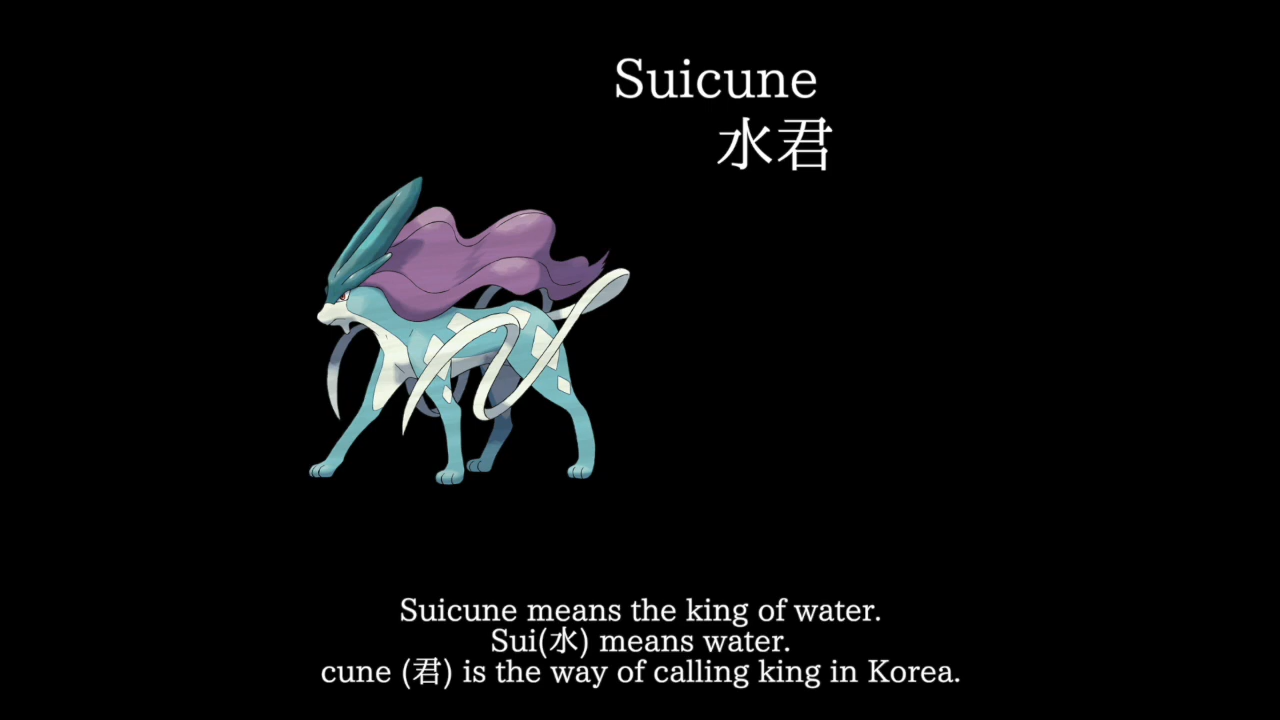 Suicune
水君
Suicune means the king of water.
Sui(水) means water.
cune (君) is the way of calling king in Korea.